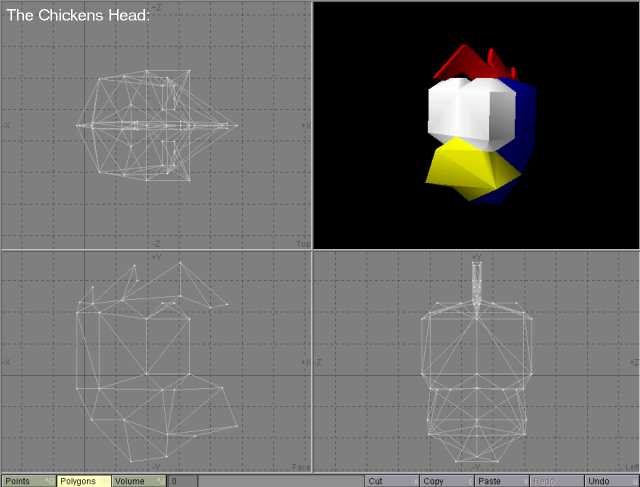 The Chickens Head:
+Z
-X
+X
-Z
Top
+Y
-X
+X
-Y
Face
+Y
-Z
+Z
-Y
Left
Points
Polygons
Volume
0
Cut
Copy
Paste
Redo
Undo